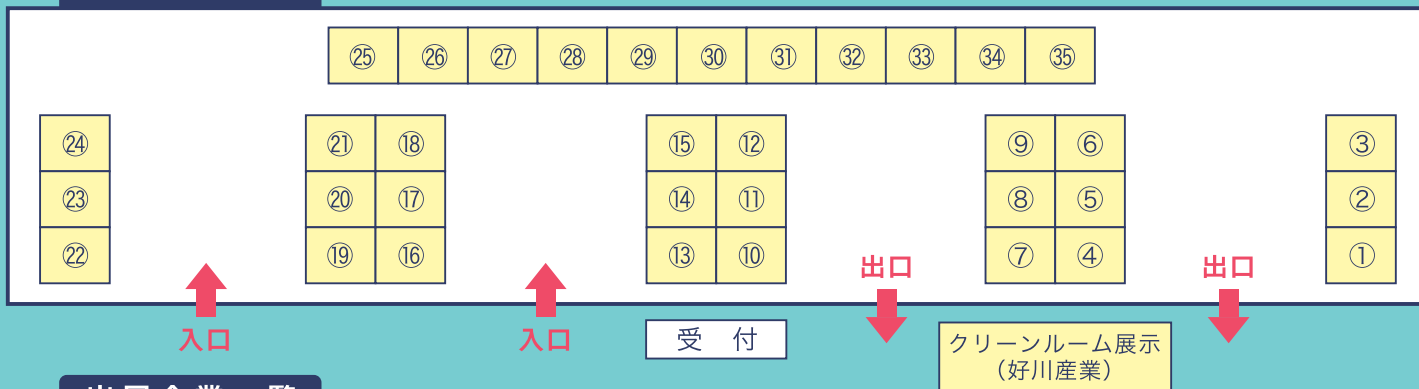 ㉕ ㉖ ㉗ ㉘ ㉙ ㉚ ㉛ ㉜ ㉝ ㉞ ㉟
㉔ ㉑ ⑱ ⑮ ⑫ ⑨ ⑥ ③
㉓ ⑳ ⑰ ⑭ ⑪ ⑧ ⑤ ②
㉒ ⑲ ⑯ ⑬ ⑩ ⑦ ④ ①
出口 出口
入口 入口 受 付
クリーンルーム展示
(好川産業)